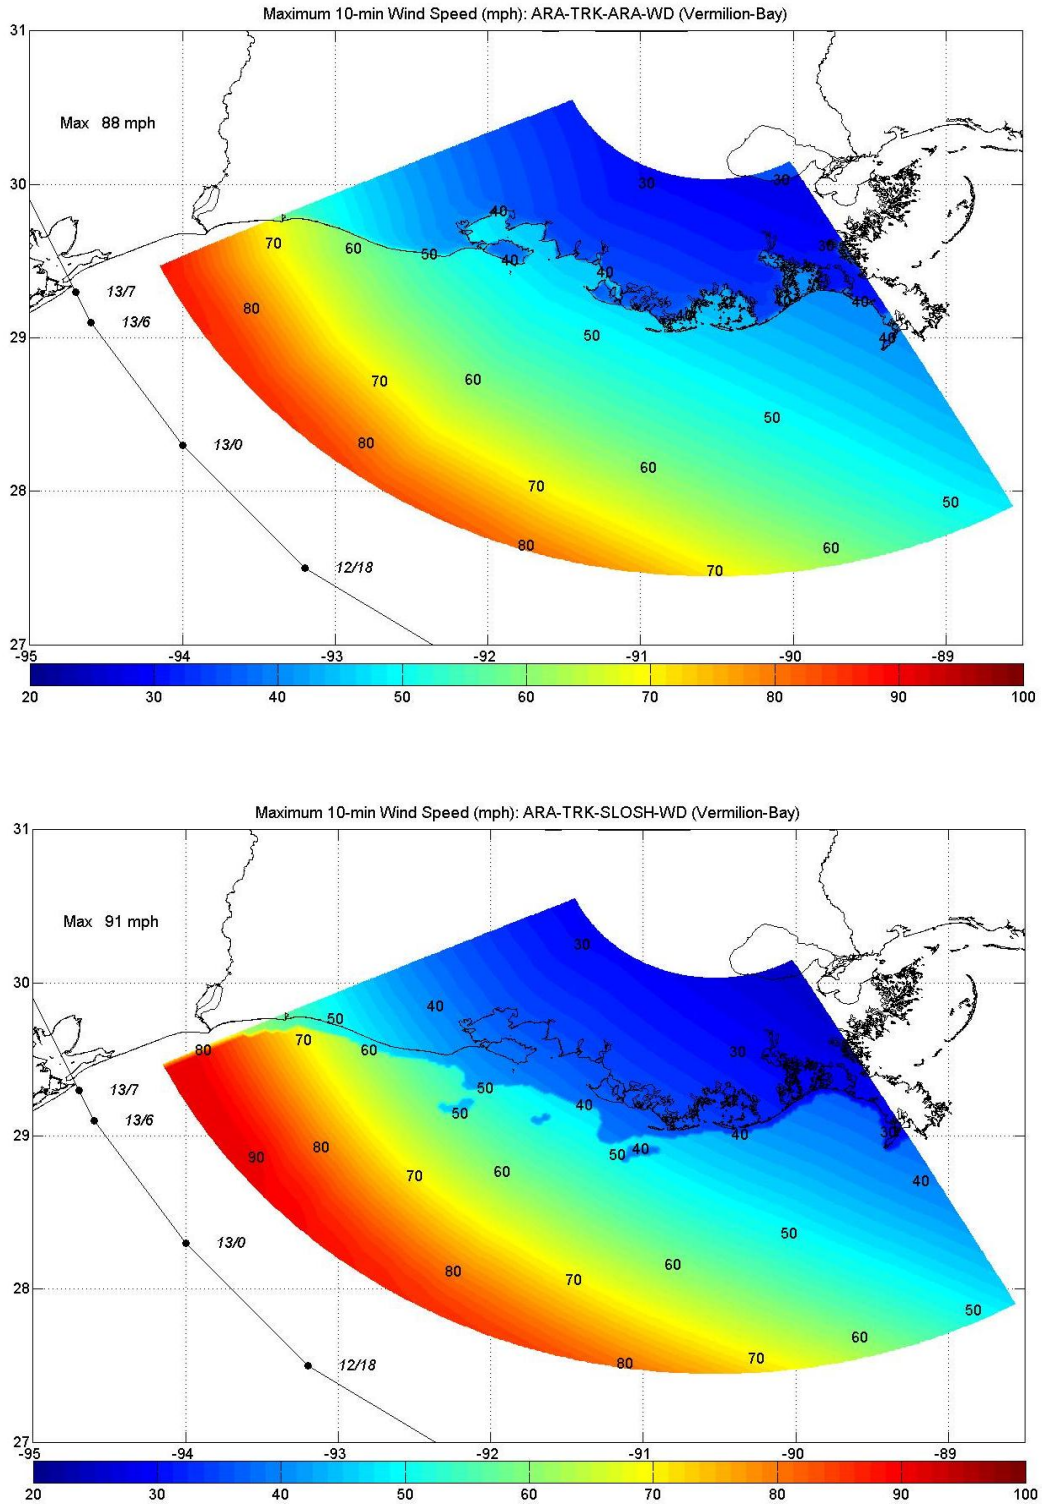 Maximum 10-min Wind Speed (mph): ARA-TRK-ARA-WD (Vermilion-Bay)
31
Max 88 mph
30
30 30
40
70 60 50 40 30
40
13/7
80 40 40
13/6
29 50 40
70 60
50
80 13/0
60
70
28 50
80 60
12/18 70
27
-95 -94 -93 -92 -91 -90 -89
20 30 40 50 60 70 80 90 100
Maximum 10-min Wind Speed (mph): ARA-TRK-SLOSH-WD (Vermilion-Bay)
31
Max 91 mph
30
30
40
50
80 70 60 30
13/7 50
40
13/6 50
29 80 50 40 40 30
90 70 60 40
50
13/0
80 70 60
28 50
60
80 70
12/18
27
-95 -94 -93 -92 -91 -90 -89
20 30 40 50 60 70 80 90 100